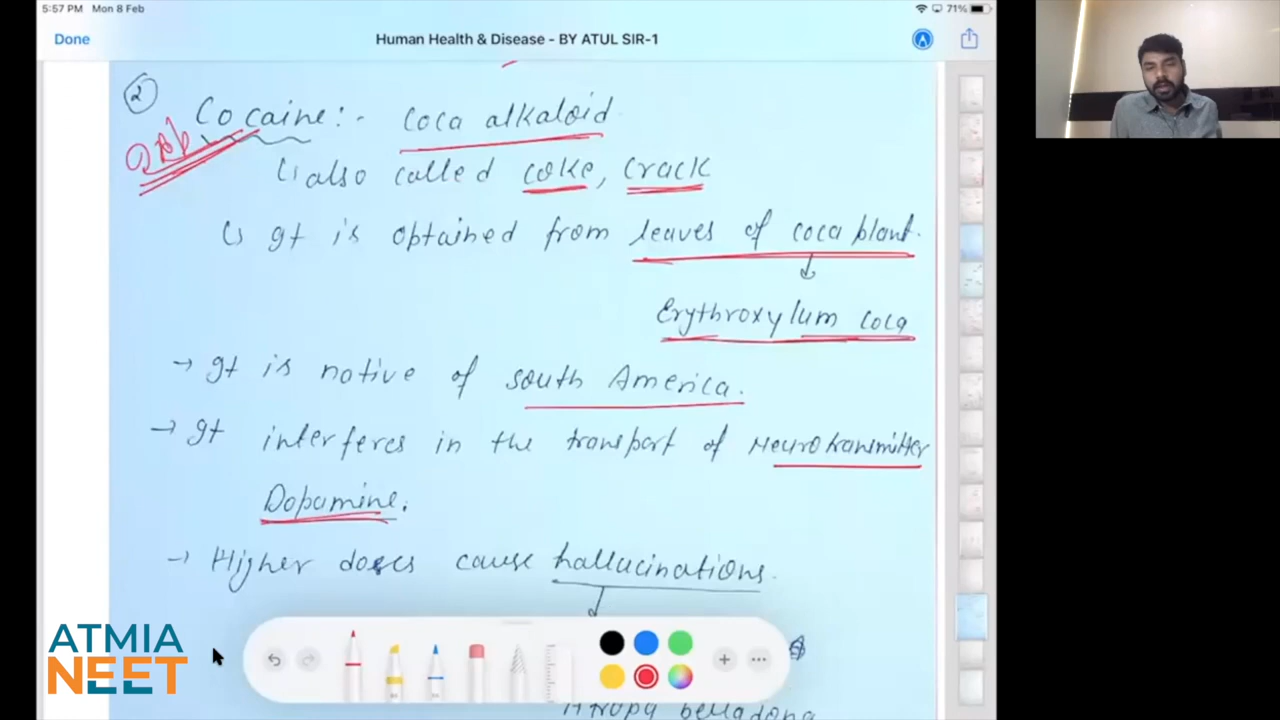 5:57 PM Mon 8 Feb
71%
Done
Human Health & Disease - BY ATUL SIR-1
2
Cocaine:- Coca alkaloid
also called coke, crack
It is obtained from leaves of coca plant.
Erythroxylum coca
→ It is native of south America.
→ It interferes in the transport of Neurotransmitter
Dopamine.
→ Higher doses cause hallucinations.
Atropa belladona
ATMIA
NEET